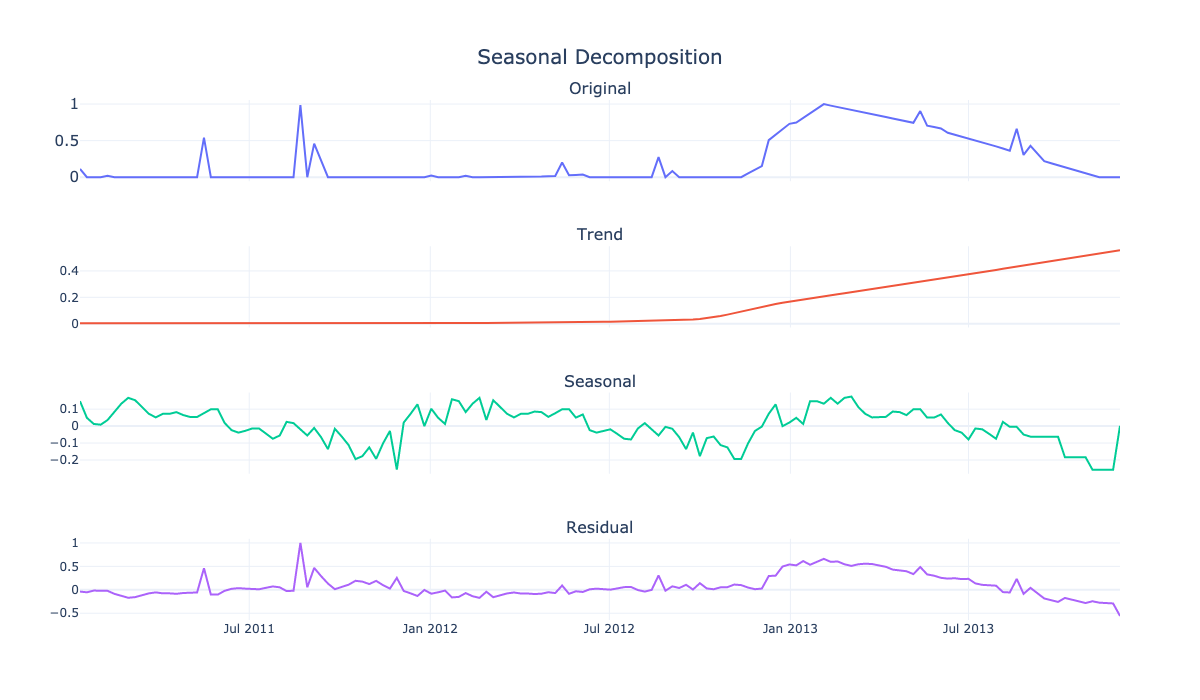 Seasonal Decomposition
Original
1
0.5
0
Trend
0.4
0.2
0
Seasonal
0.1
0
−0.1
−0.2
Residual
1
0.5
0
−0.5
Jul 2011 Jan 2012 Jul 2012 Jan 2013 Jul 2013